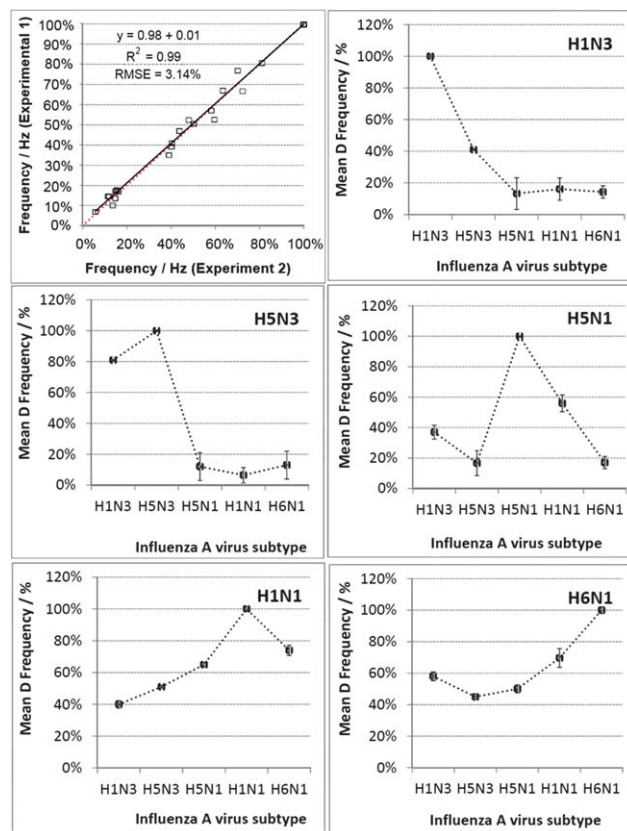 y = 0.98 + 0.01
R² = 0.99
RMSE = 3.14%
Frequency / Hz (Experimental 1)
100%
90%
80%
70%
60%
50%
40%
30%
20%
10%
0%
0% 20% 40% 60% 80% 100%
Frequency / Hz (Experiment 2)
H1N3
Mean D Frequency / %
120%
100%
80%
60%
40%
20%
0%
H1N3 H5N3 H5N1 H1N1 H6N1
Influenza A virus subtype
H5N3
Mean D Frequency / %
120%
100%
80%
60%
40%
20%
0%
H1N3 H5N3 H5N1 H1N1 H6N1
Influenza A virus subtype
H5N1
Mean D Frequency / %
120%
100%
80%
60%
40%
20%
0%
H1N3 H5N3 H5N1 H1N1 H6N1
Influenza A virus subtype
H1N1
Mean D Frequency / %
120%
100%
80%
60%
40%
20%
0%
H1N3 H5N3 H5N1 H1N1 H6N1
Influenza A virus subtype
H6N1
Mean D Frequency / %
120%
100%
80%
60%
40%
20%
0%
H1N3 H5N3 H5N1 H1N1 H6N1
Influenza A virus subtype